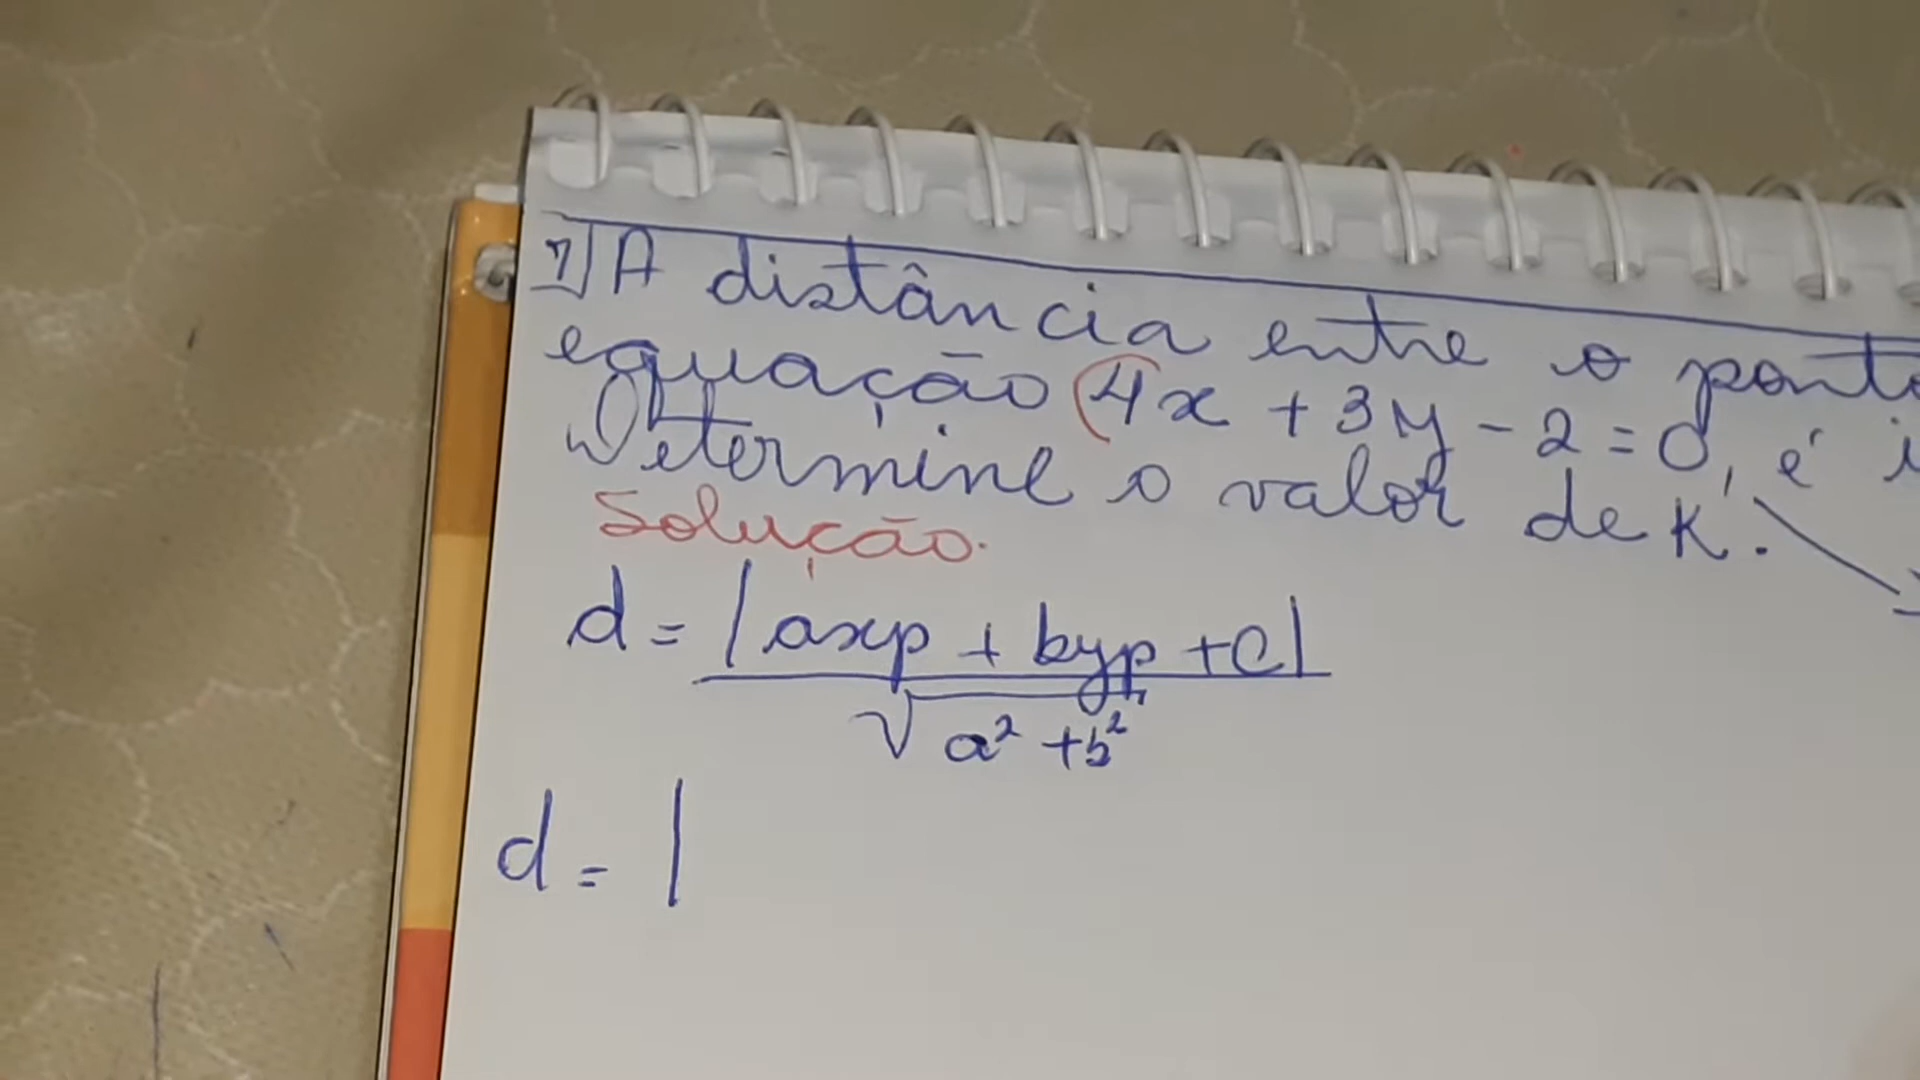 7) A distância entre o ponto
equação 4x + 3y - 2 = 0, é i
Determine o valor de K.
Solução.
d = |axp + byp + c|
√a² + b²
d = |